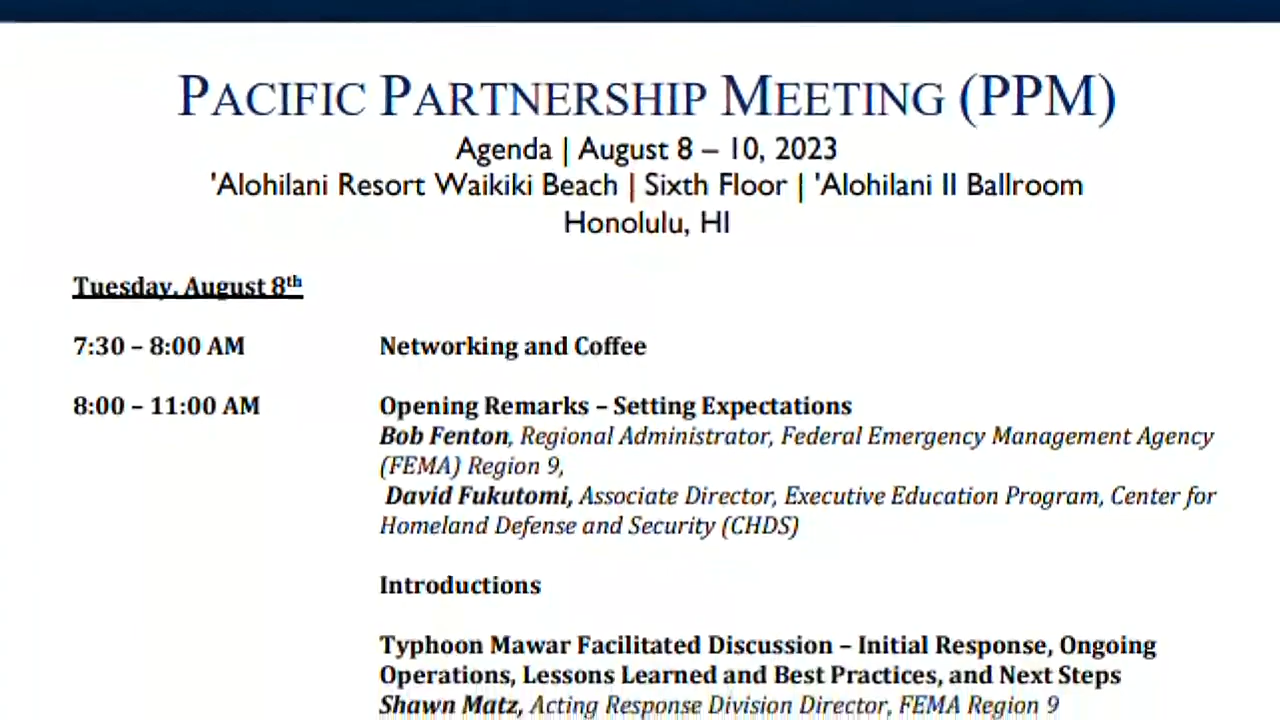 PACIFIC PARTNERSHIP MEETING (PPM)
Agenda | August 8 – 10, 2023
'Alohilani Resort Waikiki Beach | Sixth Floor | 'Alohilani II Ballroom
Honolulu, HI
Tuesday, August 8th
7:30 – 8:00 AM Networking and Coffee
8:00 – 11:00 AM Opening Remarks – Setting Expectations
Bob Fenton, Regional Administrator, Federal Emergency Management Agency
(FEMA) Region 9,
David Fukutomi, Associate Director, Executive Education Program, Center for
Homeland Defense and Security (CHDS)
Introductions
Typhoon Mawar Facilitated Discussion – Initial Response, Ongoing
Operations, Lessons Learned and Best Practices, and Next Steps
Shawn Matz, Acting Response Division Director, FEMA Region 9